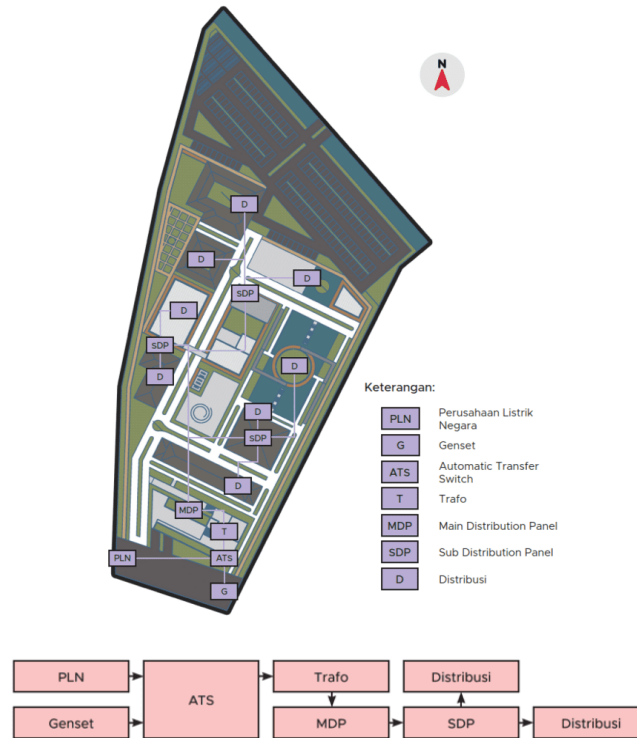 N
D
D
D
SDP
D
SDP
D
D
D
SDP
D
MDP
T
PLN
ATS
G
Keterangan:
PLN Perusahaan Listrik
Negara
G Genset
ATS Automatic Transfer
Switch
T Trafo
MDP Main Distribution Panel
SDP Sub Distribution Panel
D Distribusi
PLN
ATS
Trafo
Distribusi
Genset
MDP
SDP
Distribusi